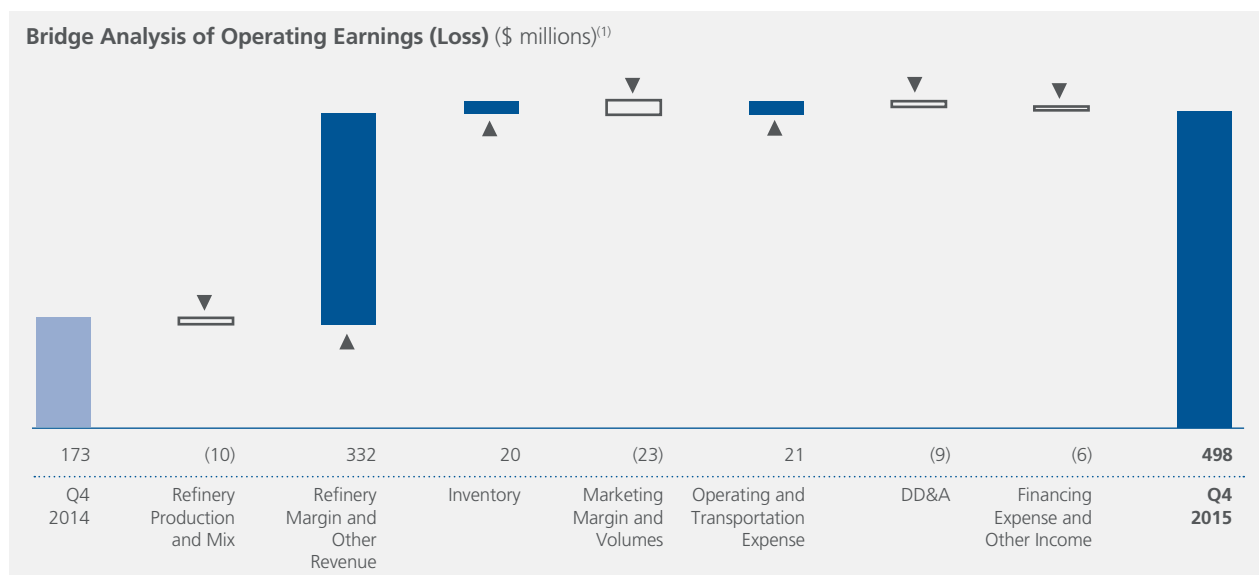 Bridge Analysis of Operating Earnings (Loss) ($ millions)(1)
173 (10) 332 20 (23) 21 (9) (6) 498
Q4
2014
Refinery
Production
and Mix
Refinery
Margin and
Other
Revenue
Inventory
Marketing
Margin and
Volumes
Operating and
Transportation
Expense
DD&A
Financing
Expense and
Other Income
Q4
2015